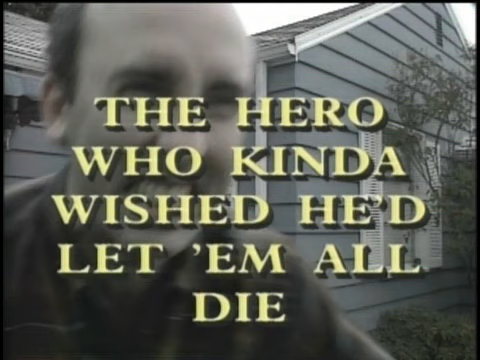 THE HERO
WHO KINDA
WISHED HE'D
LET 'EM ALL
DIE